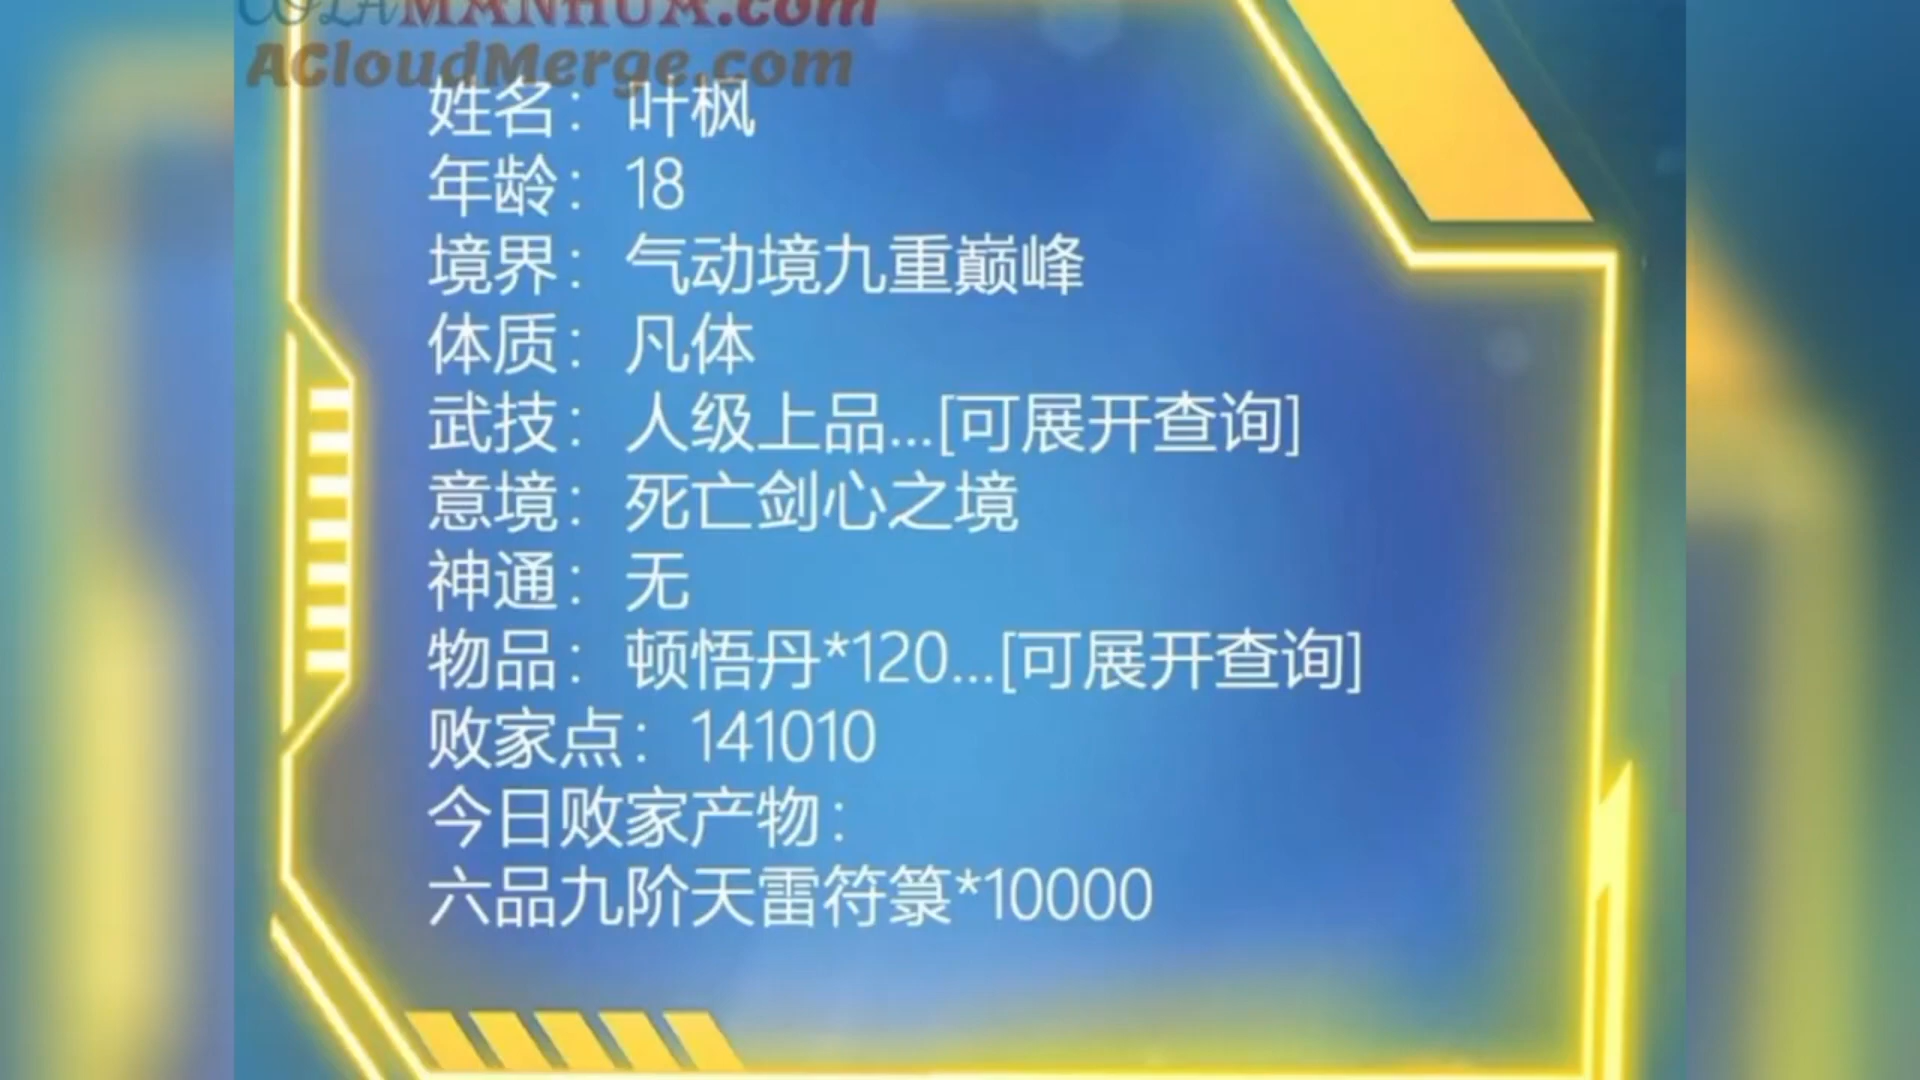 COLAMANHUA.com
ACloudMerge.com
姓名：叶枫
年龄：18
境界：气动境九重巅峰
体质：凡体
武技：人级上品...[可展开查询]
意境：死亡剑心之境
神通：无
物品：顿悟丹*120...[可展开查询]
败家点：141010
今日败家产物：
六品九阶天雷符箓*10000